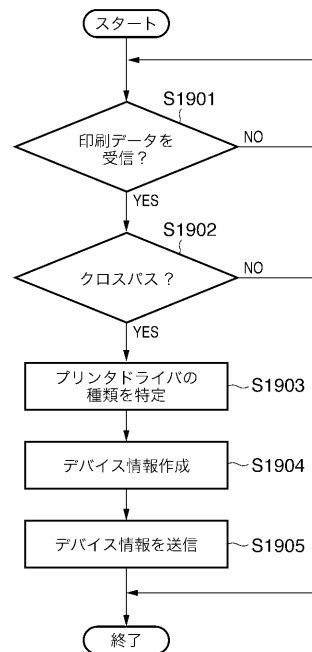 スタート
S1901
印刷データを
受信？
NO
YES
S1902
クロスパス？
NO
YES
プリンタドライバの
種類を特定
S1903
デバイス情報作成
S1904
デバイス情報を送信
S1905
終了